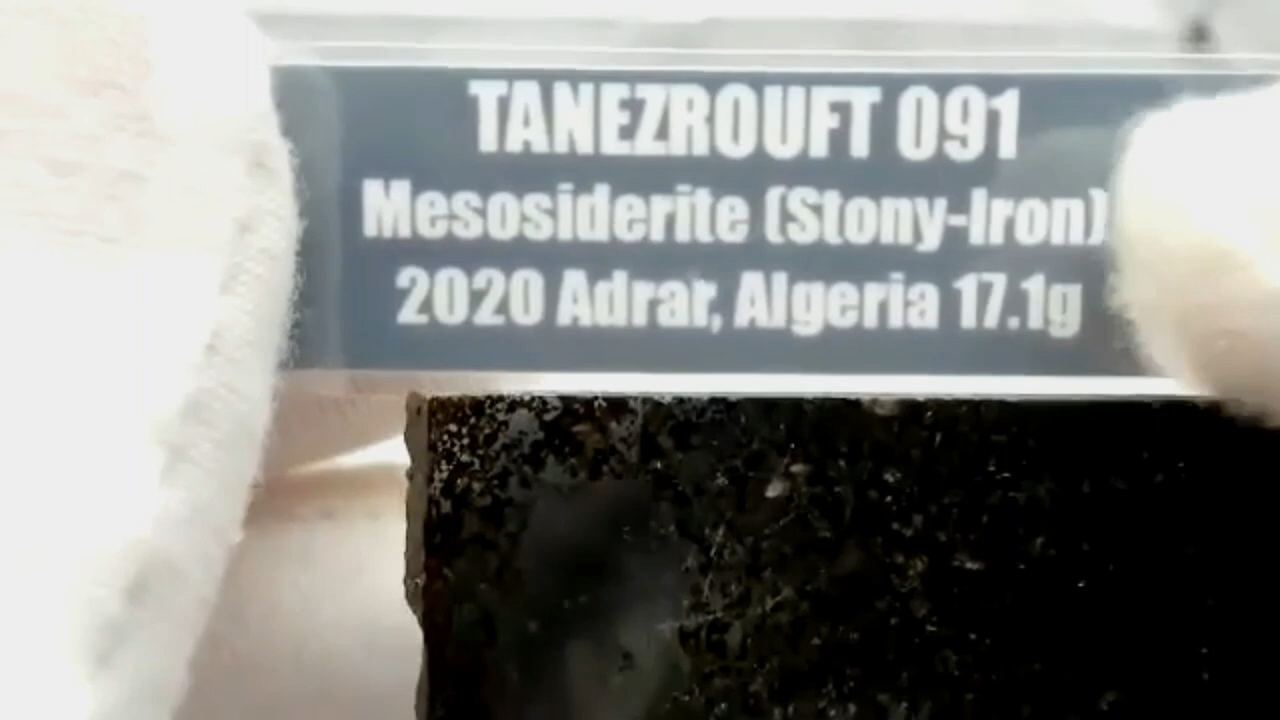 TANEZROUFT 091
Mesosiderite (Stony-Iron)
2020 Adrar, Algeria 17.1g